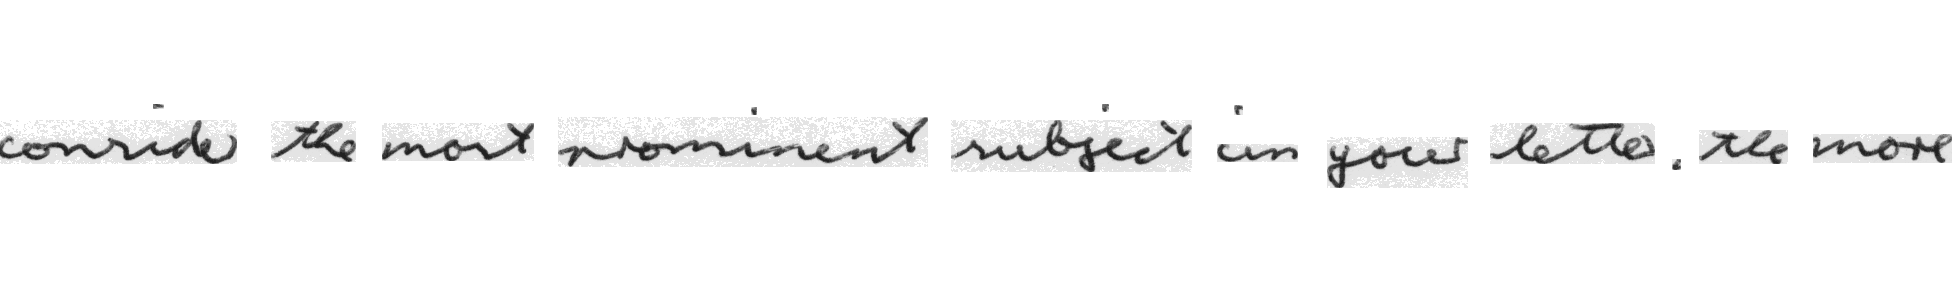 consider the most prominent subject in your letter. the more